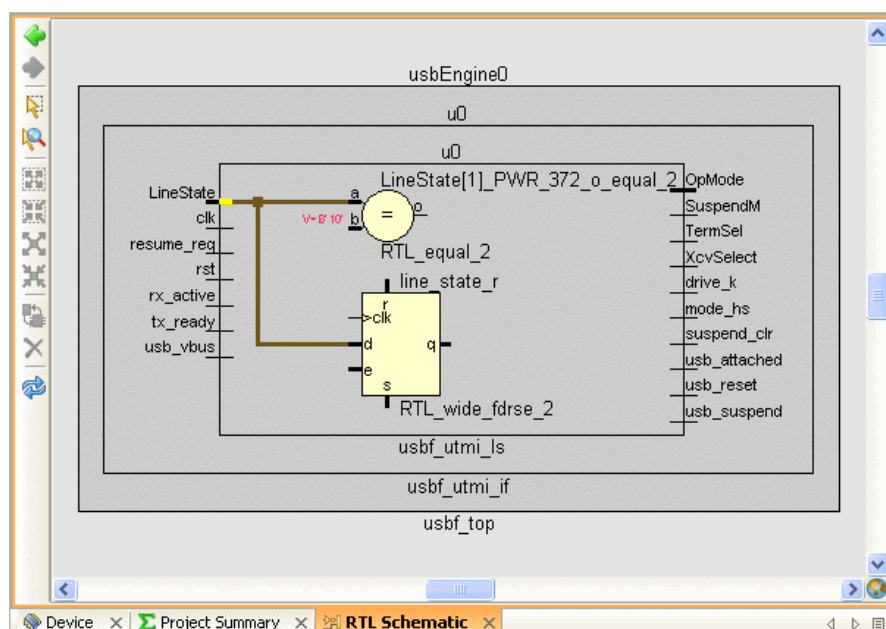 usbEngine0
u0
u0
LineState
clk
resume_req
rst
rx_active
tx_ready
usb_vbus
LineState[1]_PWR_372_o_equal_2
a
V=B'10'
b
=
o
RTL_equal_2
line_state_r
r
>clk
d
q
e
s
RTL_wide_fdrse_2
OpMode
SuspendM
TermSel
XcvSelect
drive_k
mode_hs
suspend_clr
usb_attached
usb_reset
usb_suspend
usbf_utmi_ls
usbf_utmi_if
usbf_top
Device
Project Summary
RTL Schematic